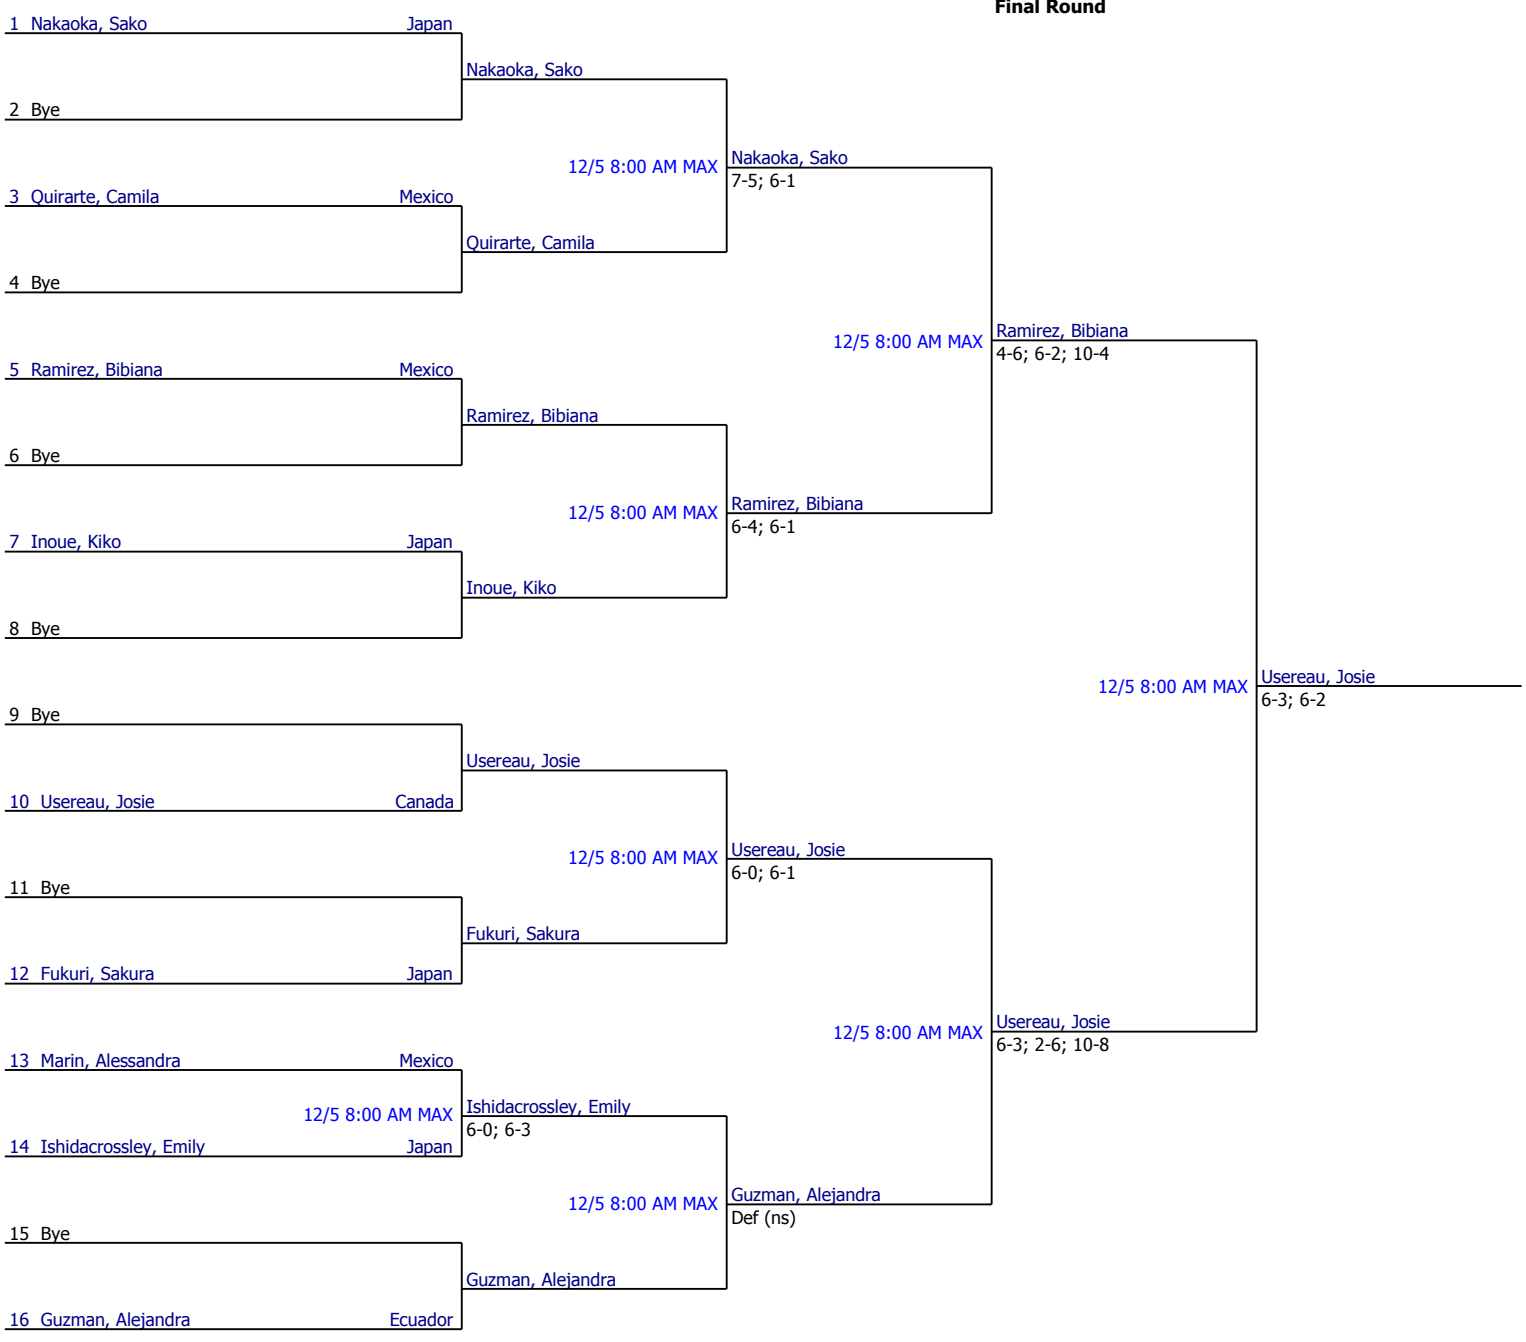 Final Round
1 Nakaoka, Sako Japan
Nakaoka, Sako
2 Bye
12/5 8:00 AM MAX Nakaoka, Sako
7-5; 6-1
3 Quirarte, Camila Mexico
Quirarte, Camila
4 Bye
12/5 8:00 AM MAX Ramirez, Bibiana
4-6; 6-2; 10-4
5 Ramirez, Bibiana Mexico
Ramirez, Bibiana
6 Bye
12/5 8:00 AM MAX Ramirez, Bibiana
6-4; 6-1
7 Inoue, Kiko Japan
Inoue, Kiko
8 Bye
12/5 8:00 AM MAX Usereau, Josie
6-3; 6-2
9 Bye
Usereau, Josie
10 Usereau, Josie Canada
12/5 8:00 AM MAX Usereau, Josie
6-0; 6-1
11 Bye
Fukuri, Sakura
12 Fukuri, Sakura Japan
12/5 8:00 AM MAX Usereau, Josie
6-3; 2-6; 10-8
13 Marin, Alessandra Mexico
12/5 8:00 AM MAX Ishidacrossley, Emily
6-0; 6-3
14 Ishidacrossley, Emily Japan
12/5 8:00 AM MAX Guzman, Alejandra
Def (ns)
15 Bye
Guzman, Alejandra
16 Guzman, Alejandra Ecuador